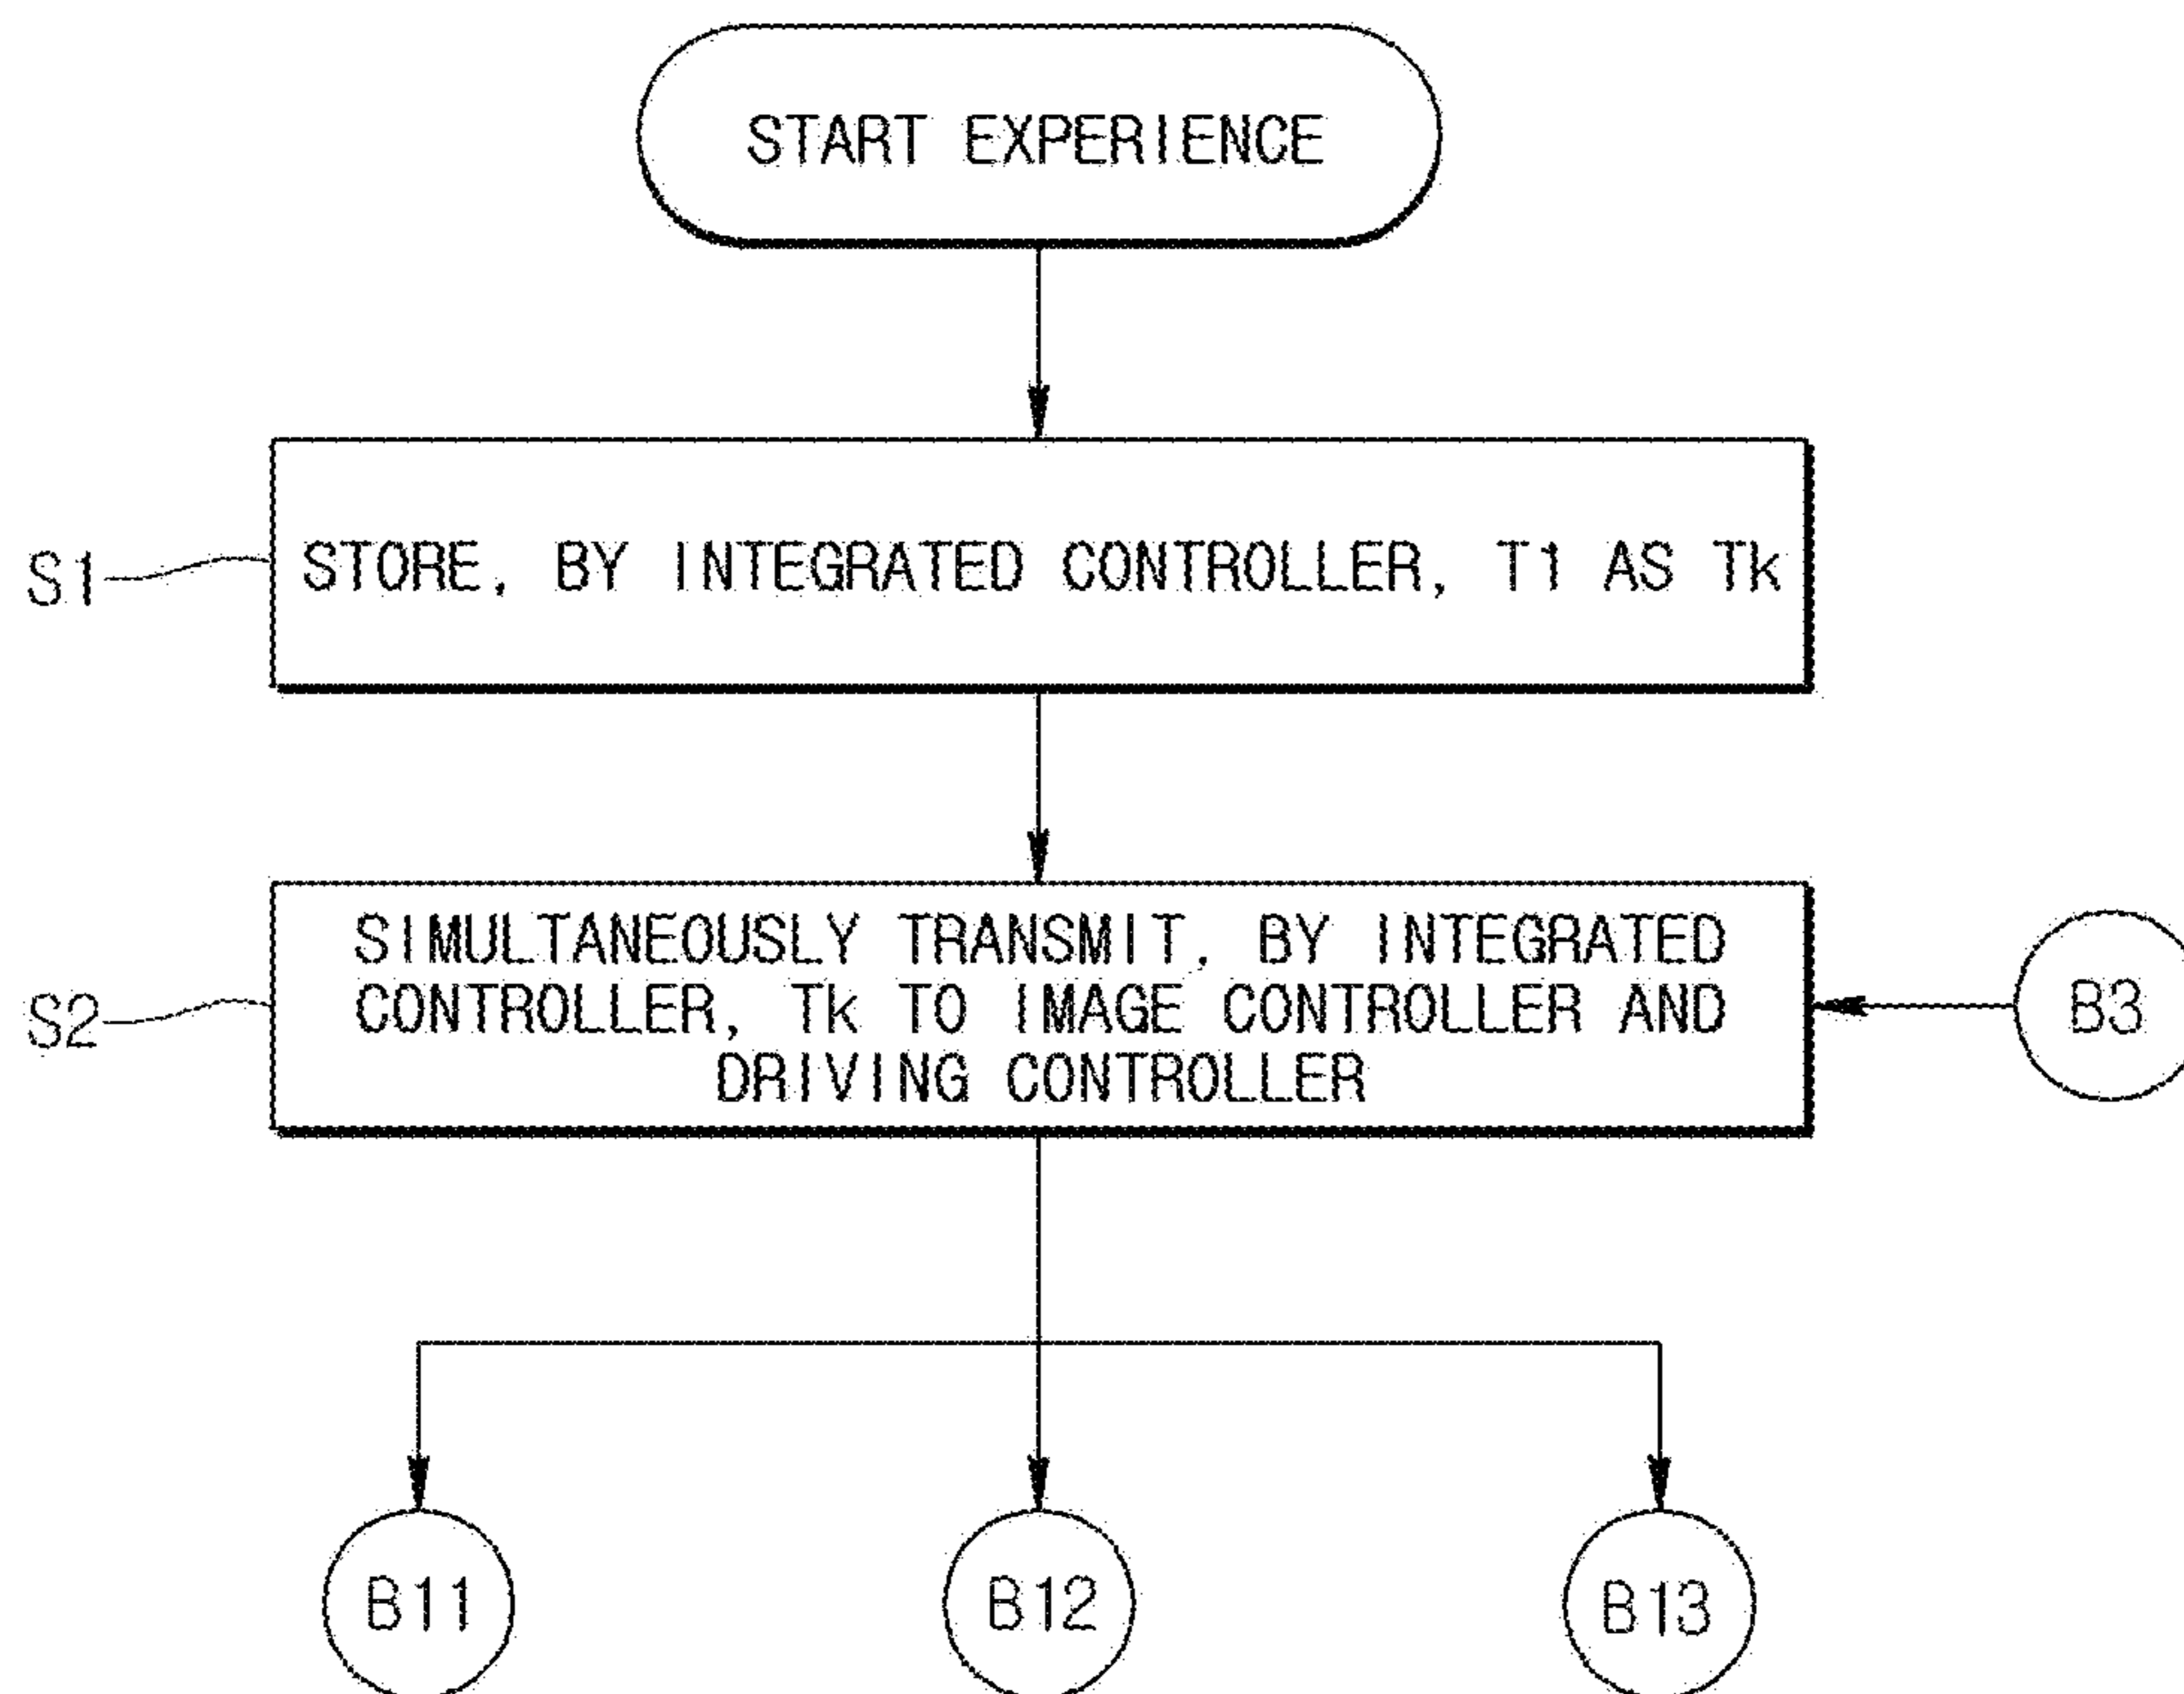 START EXPERIENCE
S1
STORE, BY INTEGRATED CONTROLLER, T1 AS Tk
S2
SIMULTANEOUSLY TRANSMIT, BY INTEGRATED
CONTROLLER, Tk TO IMAGE CONTROLLER AND
DRIVING CONTROLLER
B3
B11
B12
B13